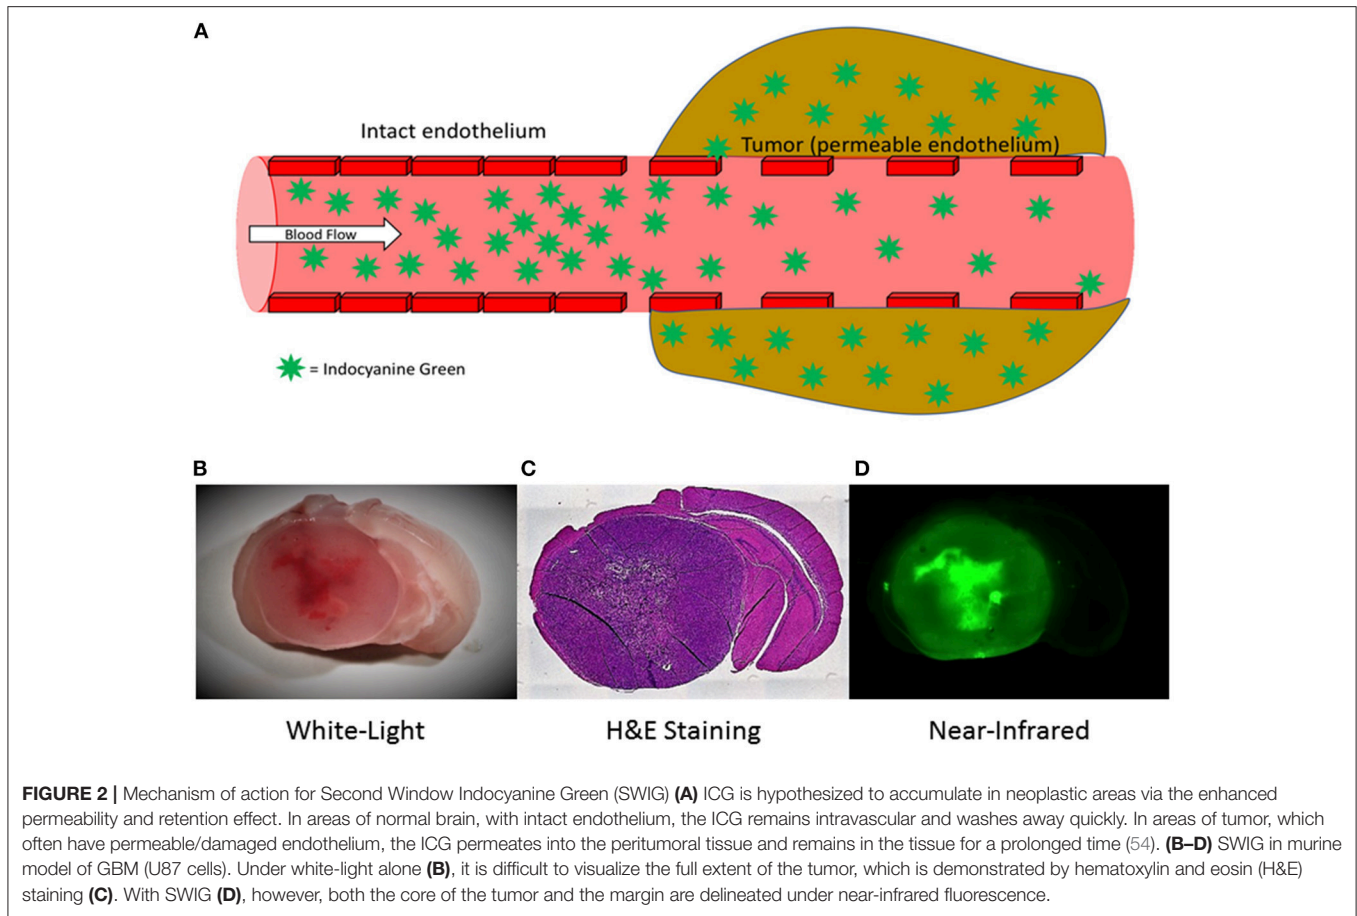 A
Intact endothelium
Tumor (permeable endothelium)
Blood Flow
= Indocyanine Green
B
C
D
White-Light
H&E Staining
Near-Infrared
FIGURE 2 | Mechanism of action for Second Window Indocyanine Green (SWIG) (A) ICG is hypothesized to accumulate in neoplastic areas via the enhanced
permeability and retention effect. In areas of normal brain, with intact endothelium, the ICG remains intravascular and washes away quickly. In areas of tumor, which
often have permeable/damaged endothelium, the ICG permeates into the peritumoral tissue and remains in the tissue for a prolonged time (54). (B–D) SWIG in murine
model of GBM (U87 cells). Under white-light alone (B), it is difficult to visualize the full extent of the tumor, which is demonstrated by hematoxylin and eosin (H&E)
staining (C). With SWIG (D), however, both the core of the tumor and the margin are delineated under near-infrared fluorescence.